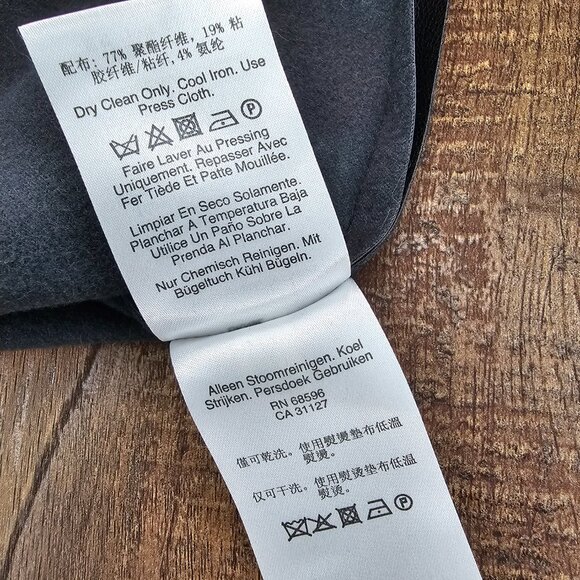 配布: 77% 聚酯纤维, 19% 粘
胶纤维/粘纤,4% 氨纶
Dry Clean Only. Cool Iron. Use
Press Cloth.
Faire Laver Au Pressing
Uniquement. Repasser Avec
Fer Tiède Et Patte Mouillée.
Limpiar En Seco Solamente.
Planchar A Temperatura Baja
Utilice Un Paño Sobre La
Prenda Al Planchar.
Nur Chemisch Reinigen. Mit
Bügeltuch Kühl Bügeln.
Alleen Stoomreinigen. Koel
Strijken. Persdoek Gebruiken
RN 68596
CA 31127
僅可乾洗。使用熨燙墊布低溫
熨燙。
仅可干洗。使用熨烫垫布低温
熨烫。